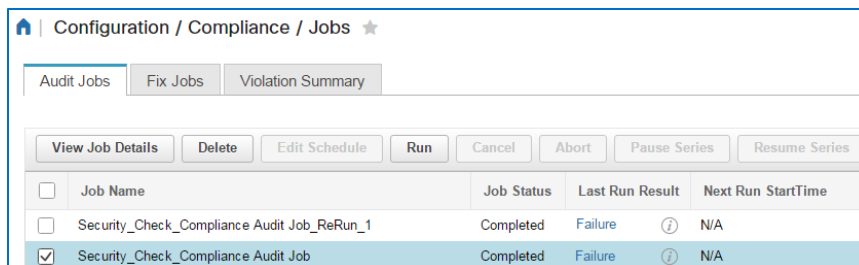 Configuration / Compliance / Jobs
Audit Jobs Fix Jobs Violation Summary
View Job Details Delete Edit Schedule Run Cancel Abort Pause Series Resume Series
Job Name Job Status Last Run Result Next Run StartTime
Security_Check_Compliance Audit Job_ReRun_1 Completed Failure i N/A
Security_Check_Compliance Audit Job Completed Failure i N/A